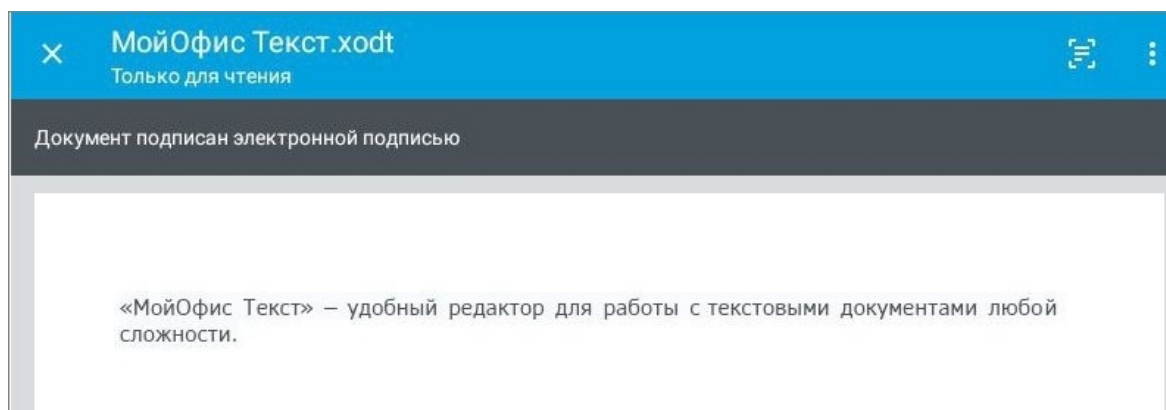 МойОфис Текст.xodt
Только для чтения
Документ подписан электронной подписью
«МойОфис Текст» – удобный редактор для работы с текстовыми документами любой
сложности.